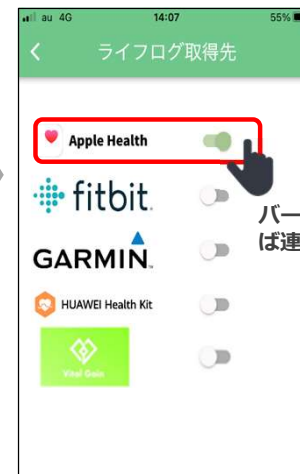 au 4G 14:07 55%
ライフログ取得先
Apple Health
fitbit.
バー
ば連
GARMIN.
HUAWEI Health Kit
Vital Gaia